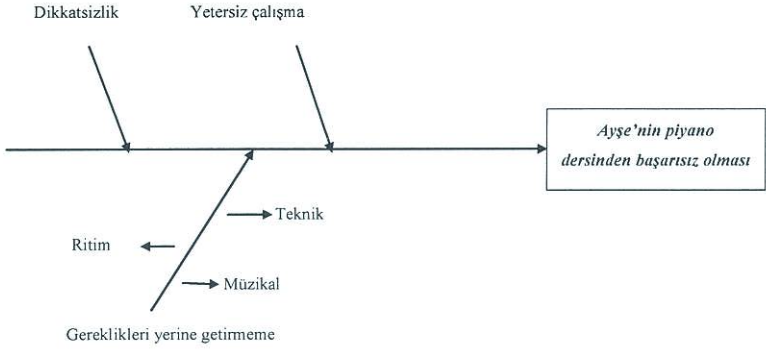 Dikkatsizlik
Yetersiz çalışma
Ayşe'nin piyano
dersinden başarısız olması
Teknik
Ritim
Müzikal
Gereklikleri yerine getirmeme